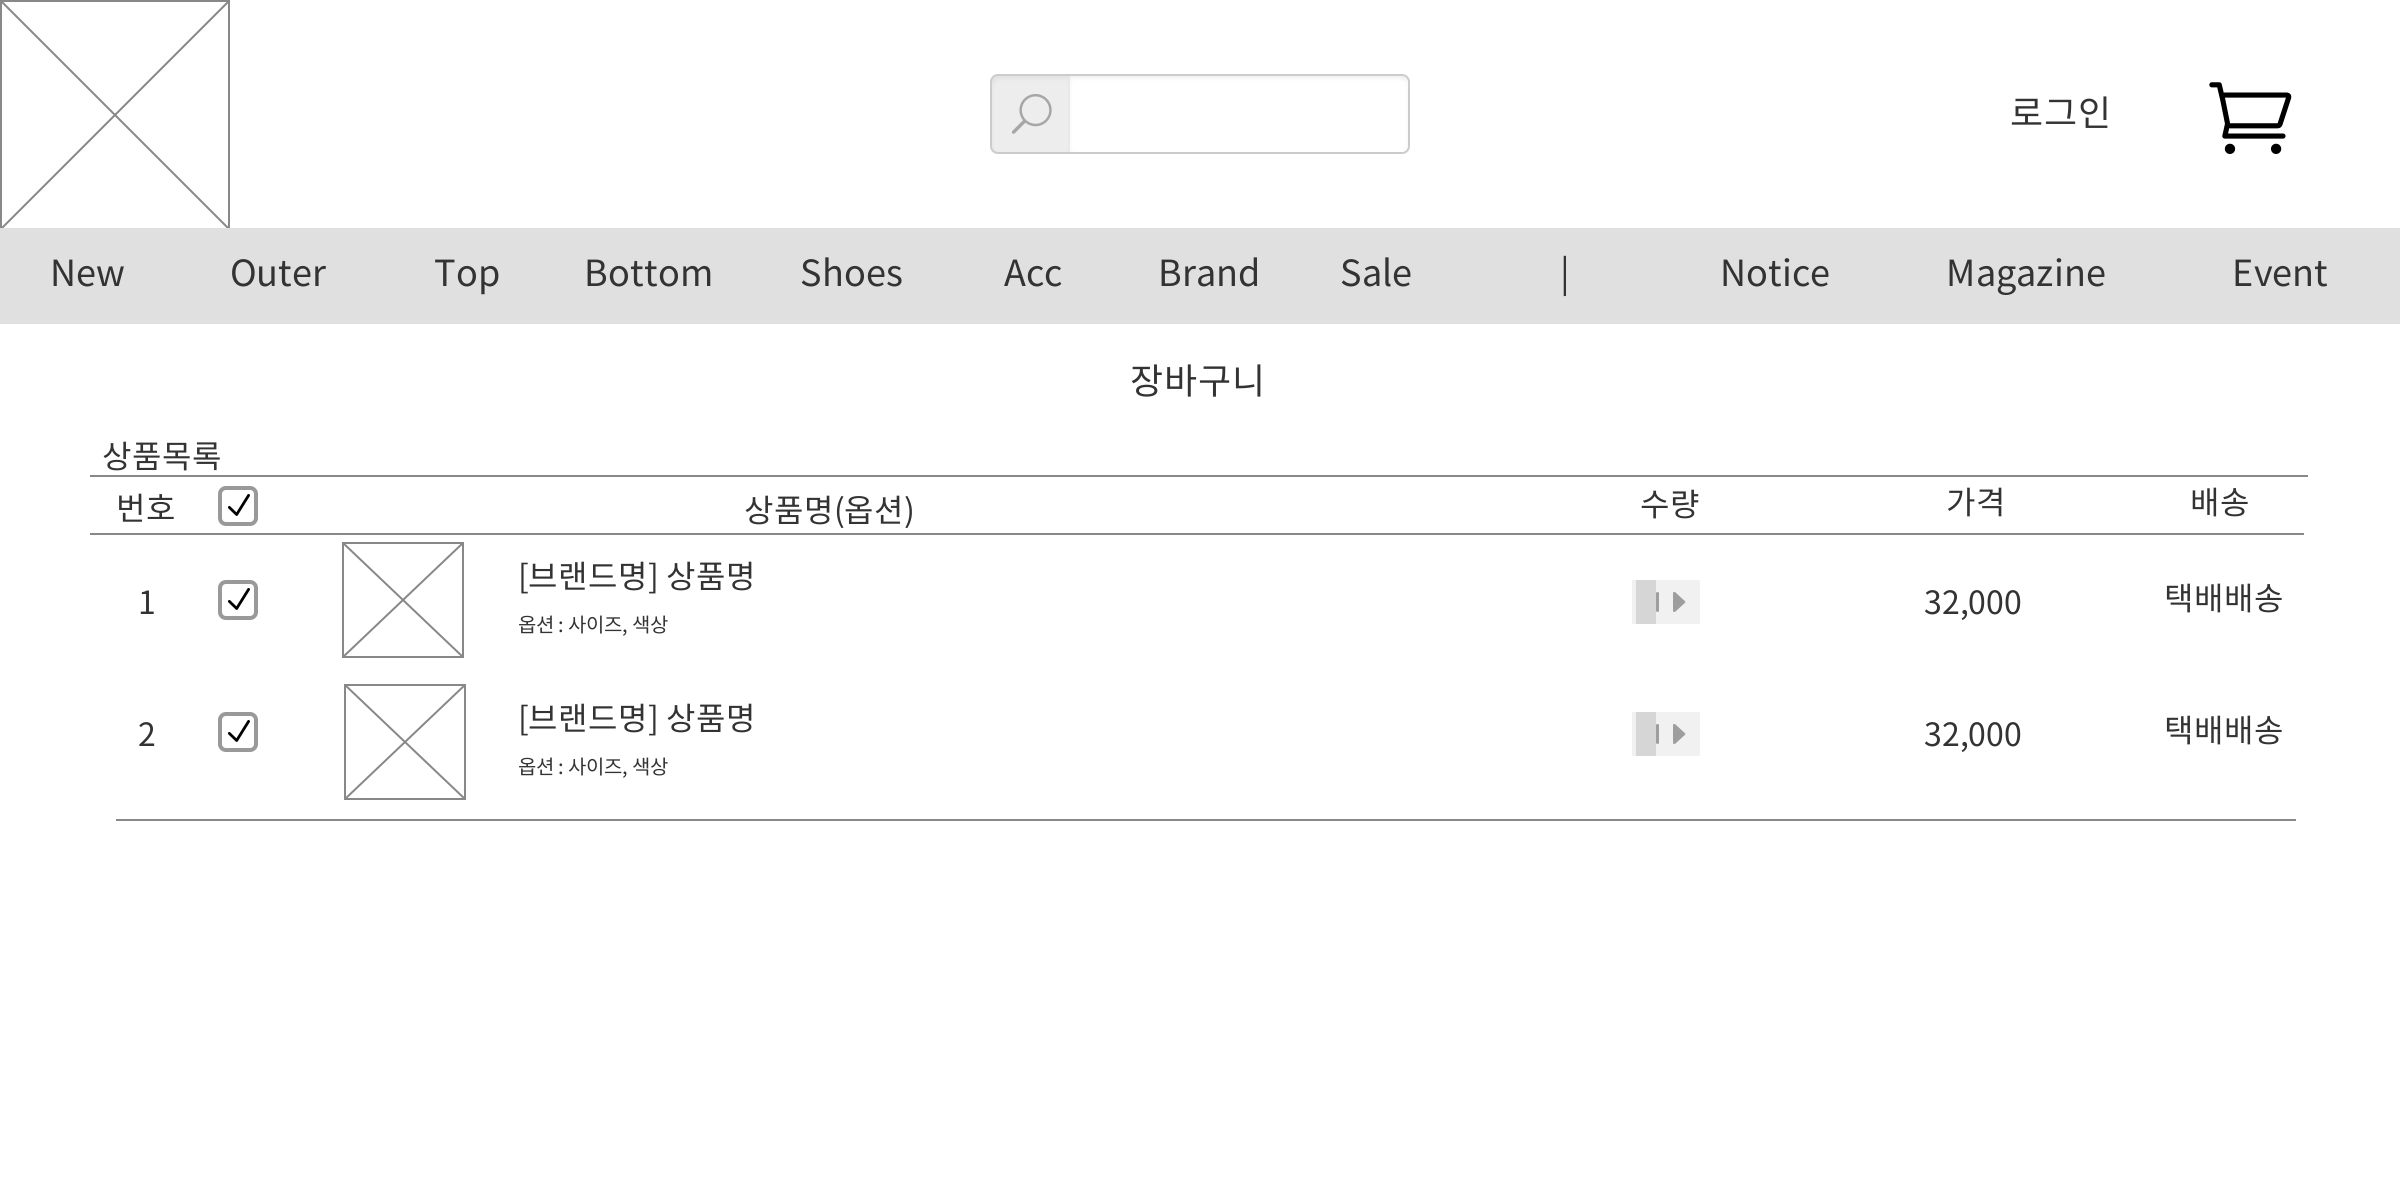 로그인
New Outer Top Bottom Shoes Acc Brand Sale | Notice Magazine Event
장바구니
상품목록
번호 상품명(옵션) 수량 가격 배송
1 [브랜드명] 상품명 32,000 택배배송
옵션 : 사이즈, 색상
2 [브랜드명] 상품명 32,000 택배배송
옵션 : 사이즈, 색상